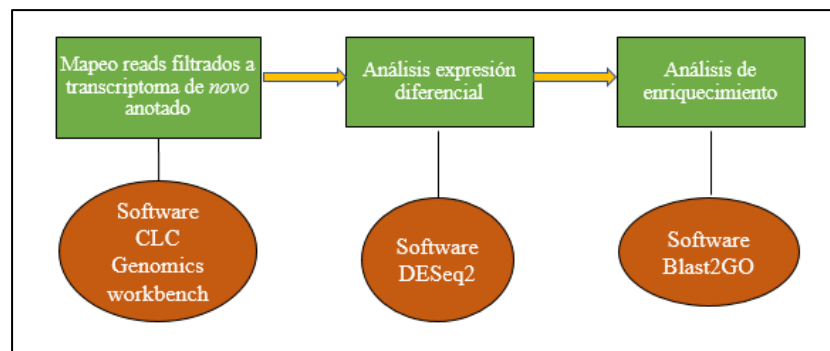 Mapeo reads filtrados a
transcriptoma de novo
anotado
Análisis expresión
diferencial
Análisis de
enriquecimiento
Software
CLC
Genomics
workbench
Software
DESeq2
Software
Blast2GO